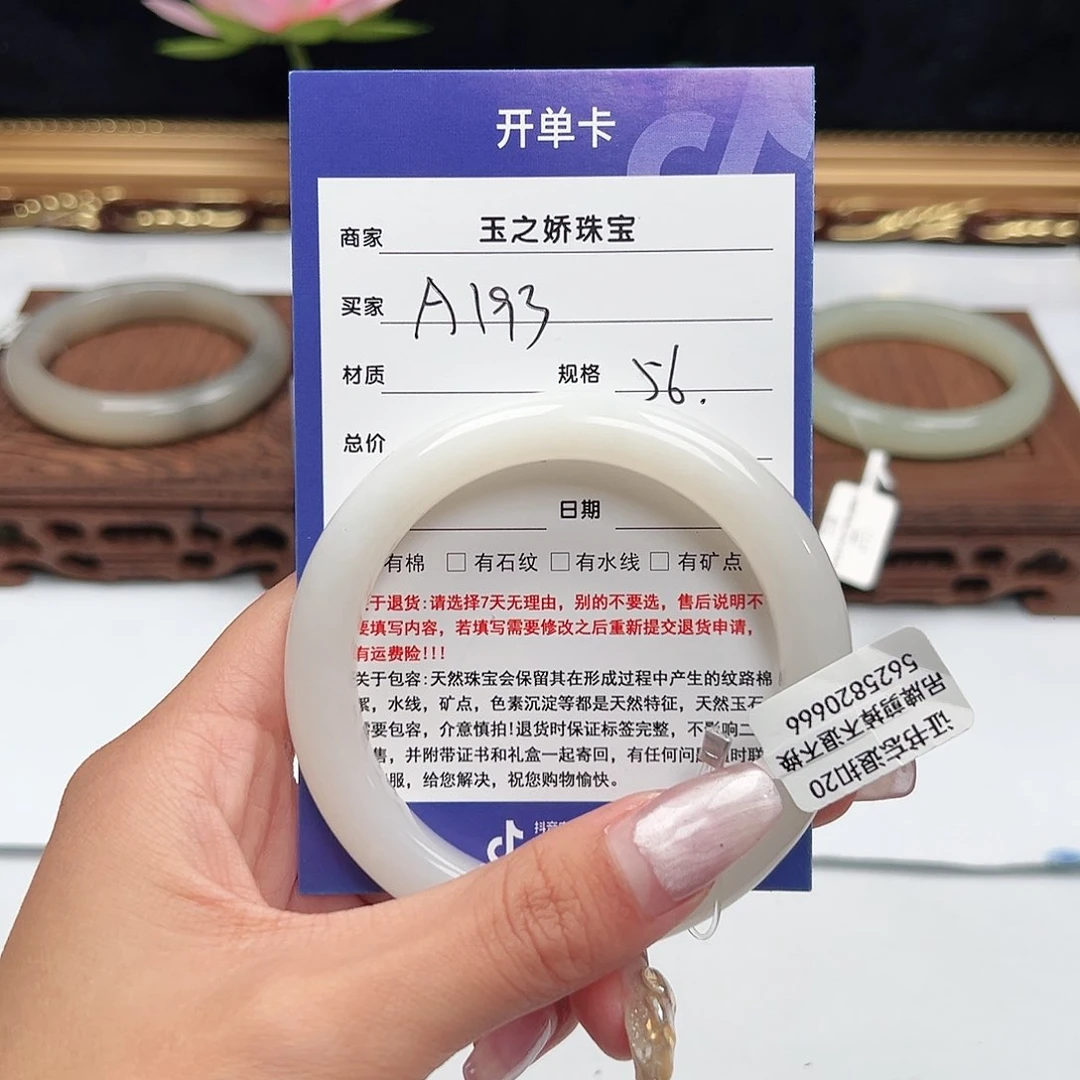 开单卡
商家 玉之娇珠宝
买家 A193
材质 规格 56.
总价
日期
有棉 □ 有石纹 □ 有水线 □ 有矿点
于退货:请选择7天无理由，别的不要选，售后说明不
要填写内容，若填写需要修改之后重新提交退货申请，
有运费险!!!
关于包容:天然珠宝会保留其在形成过程中产生的纹路棉
絮，水线，矿点，色素沉淀等都是天然特征，天然玉石
需要包容，介意慎拍!退货时保证标签完整，不影响二
售，并附带证书和礼盒一起寄回，有任何问 时联
服，给您解决，祝您购物愉快。
抖音
证书忘退扣20
吊牌剪掉不退不换
5625820666